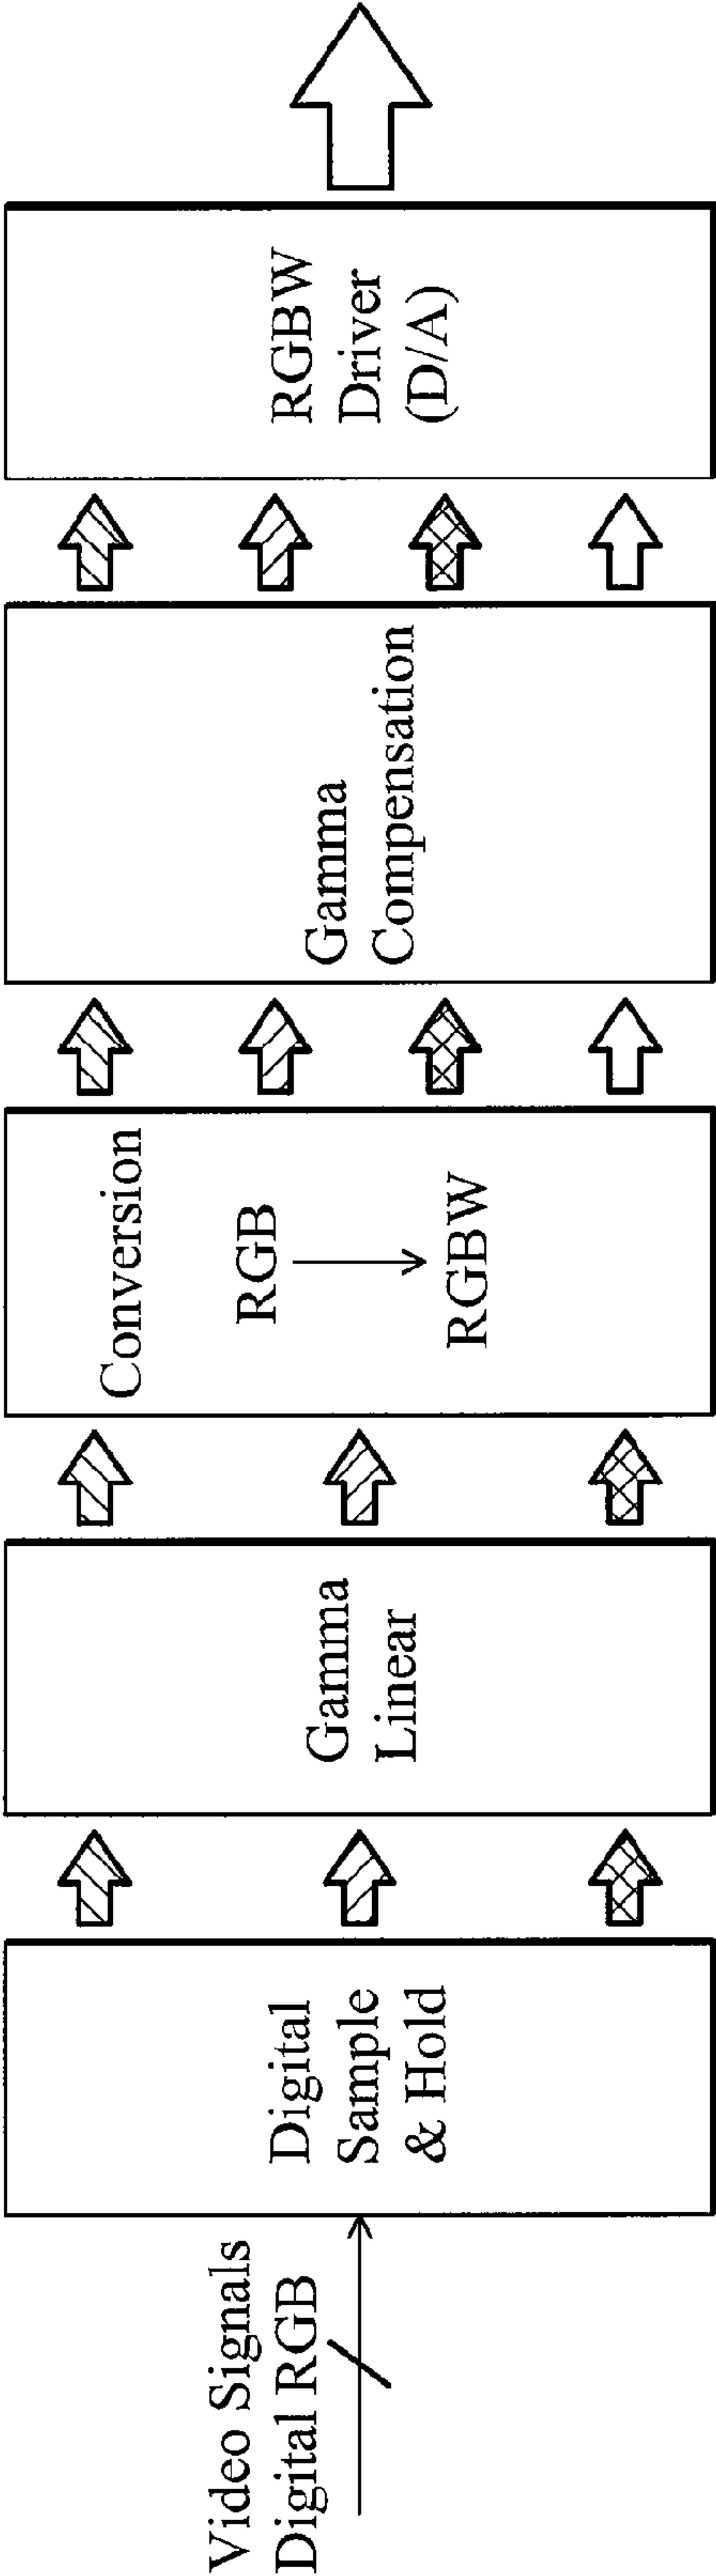 Video Signals
Digital RGB
Digital
Sample
& Hold
Gamma
Linear
Conversion
RGB
RGBW
Gamma
Compensation
RGBW
Driver
(D/A)